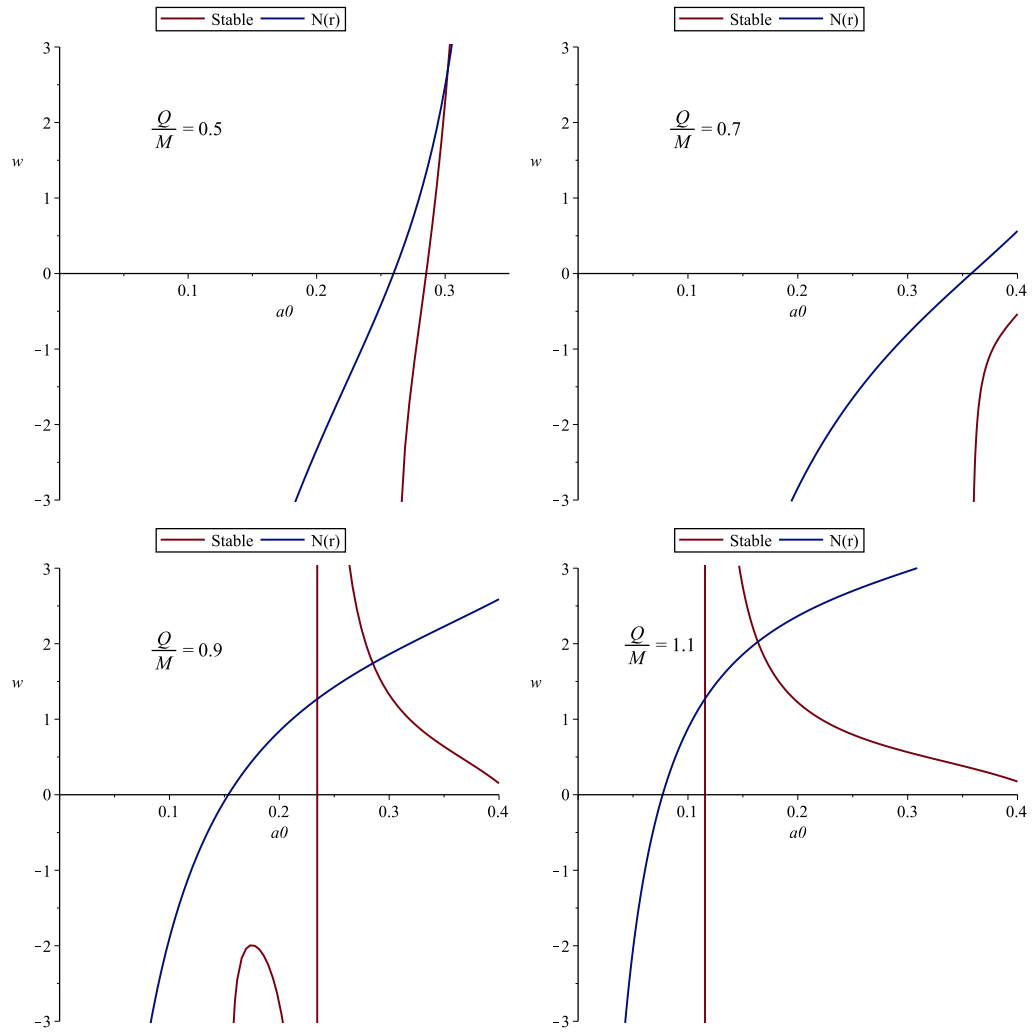 Stable N(r)
3
2
1
0
−1
−2
−3
w
Q
M
= 0.5
0.1 0.2 0.3
a0
Stable N(r)
3
2
1
0
−1
−2
−3
w
Q
M
= 0.7
0.1 0.2 0.3 0.4
a0
Stable N(r)
3
2
1
0
−1
−2
−3
w
Q
M
= 0.9
0.1 0.2 0.3 0.4
a0
Stable N(r)
3
2
1
0
−1
−2
−3
w
Q
M
= 1.1
0.1 0.2 0.3 0.4
a0